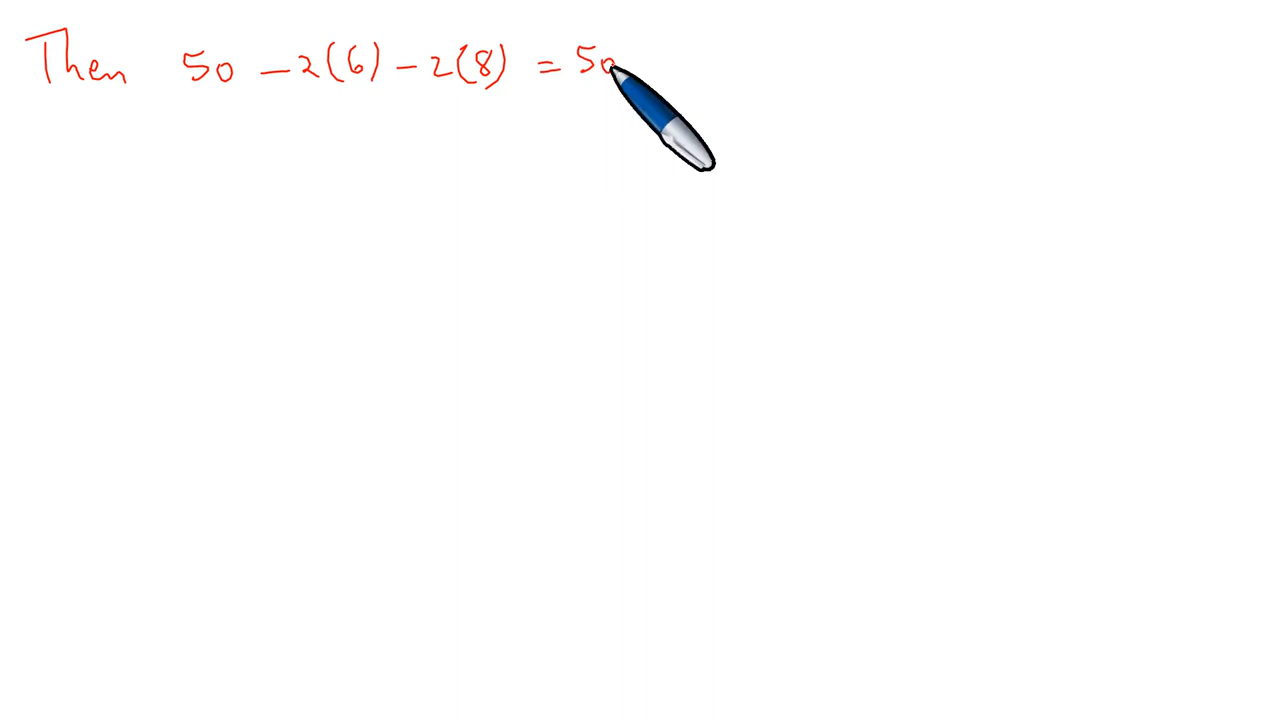 Then 50 - 2(6) - 2(8) = 50